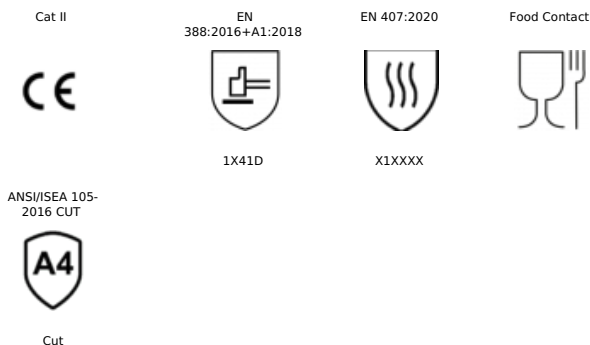 Cat II
EN
388:2016+A1:2018
EN 407:2020
Food Contact
CE
1X41D
X1XXXX
ANSI/ISEA 105-
2016 CUT
A4
Cut